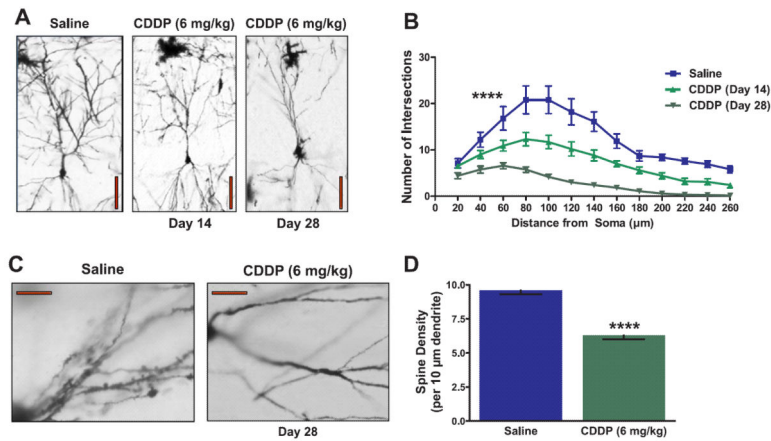 A
Saline
CDDP (6 mg/kg)
CDDP (6 mg/kg)
Day 14
Day 28
B
Number of Intersections
30
20
10
0
****
Saline
CDDP (Day 14)
CDDP (Day 28)
20 40 60 80 100 120 140 160 180 200 220 240 260
Distance from Soma (µm)
C
Saline
CDDP (6 mg/kg)
Day 28
D
Spine Density
(per 10 µm dendrite)
10.0
7.5
5.0
2.5
0.0
****
Saline
CDDP (6 mg/kg)